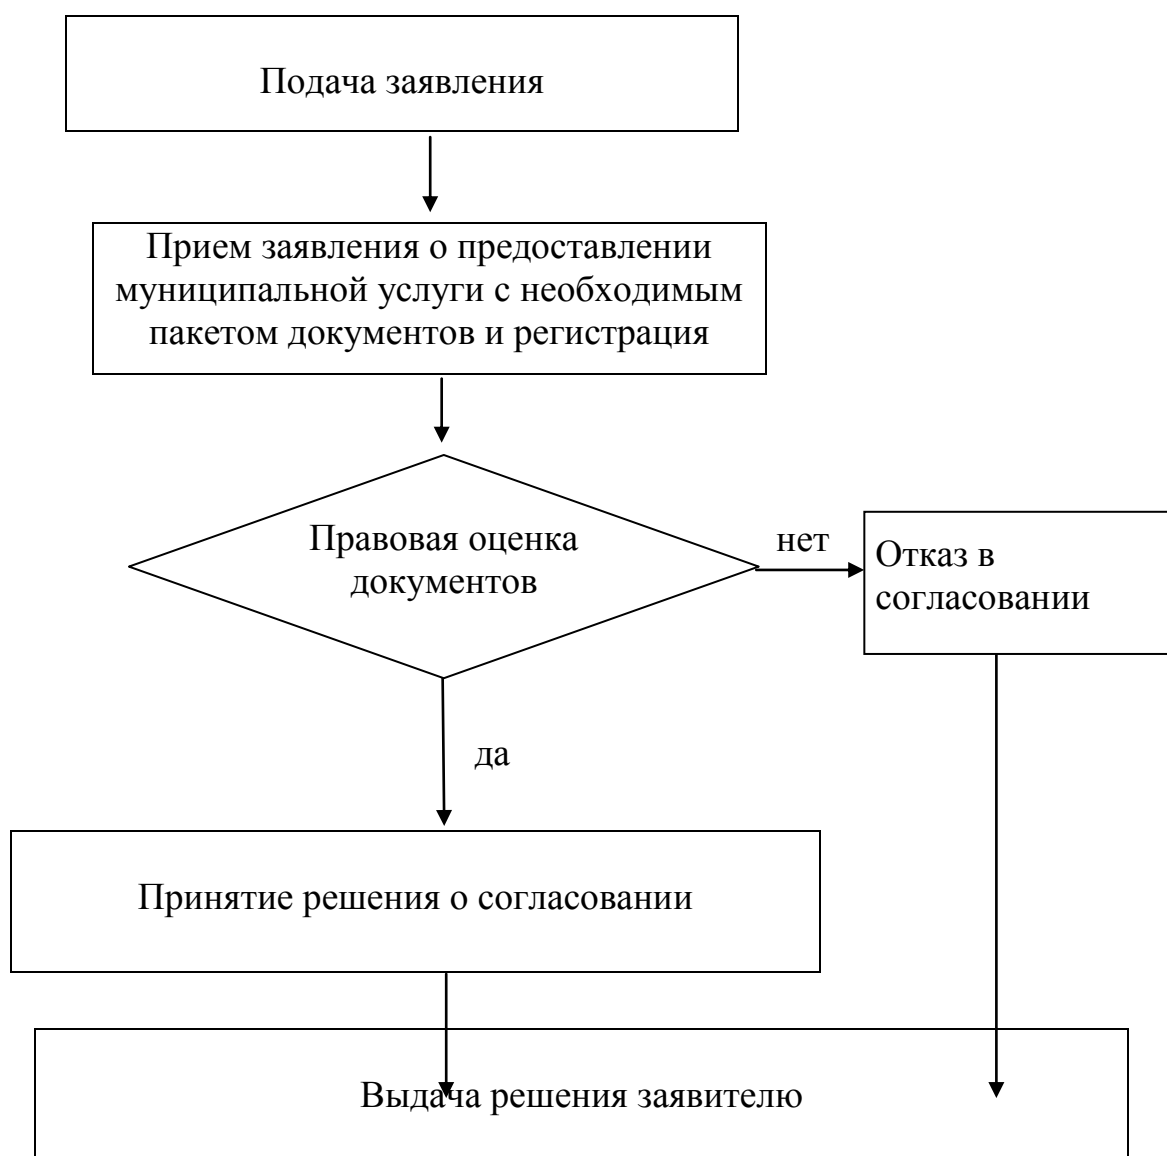 Подача заявления
Прием заявления о предоставлении
муниципальной услуги с необходимым
пакетом документов и регистрация
Правовая оценка
документов
нет
Отказ в
согласовании
да
Принятие решения о согласовании
Выдача решения заявителю